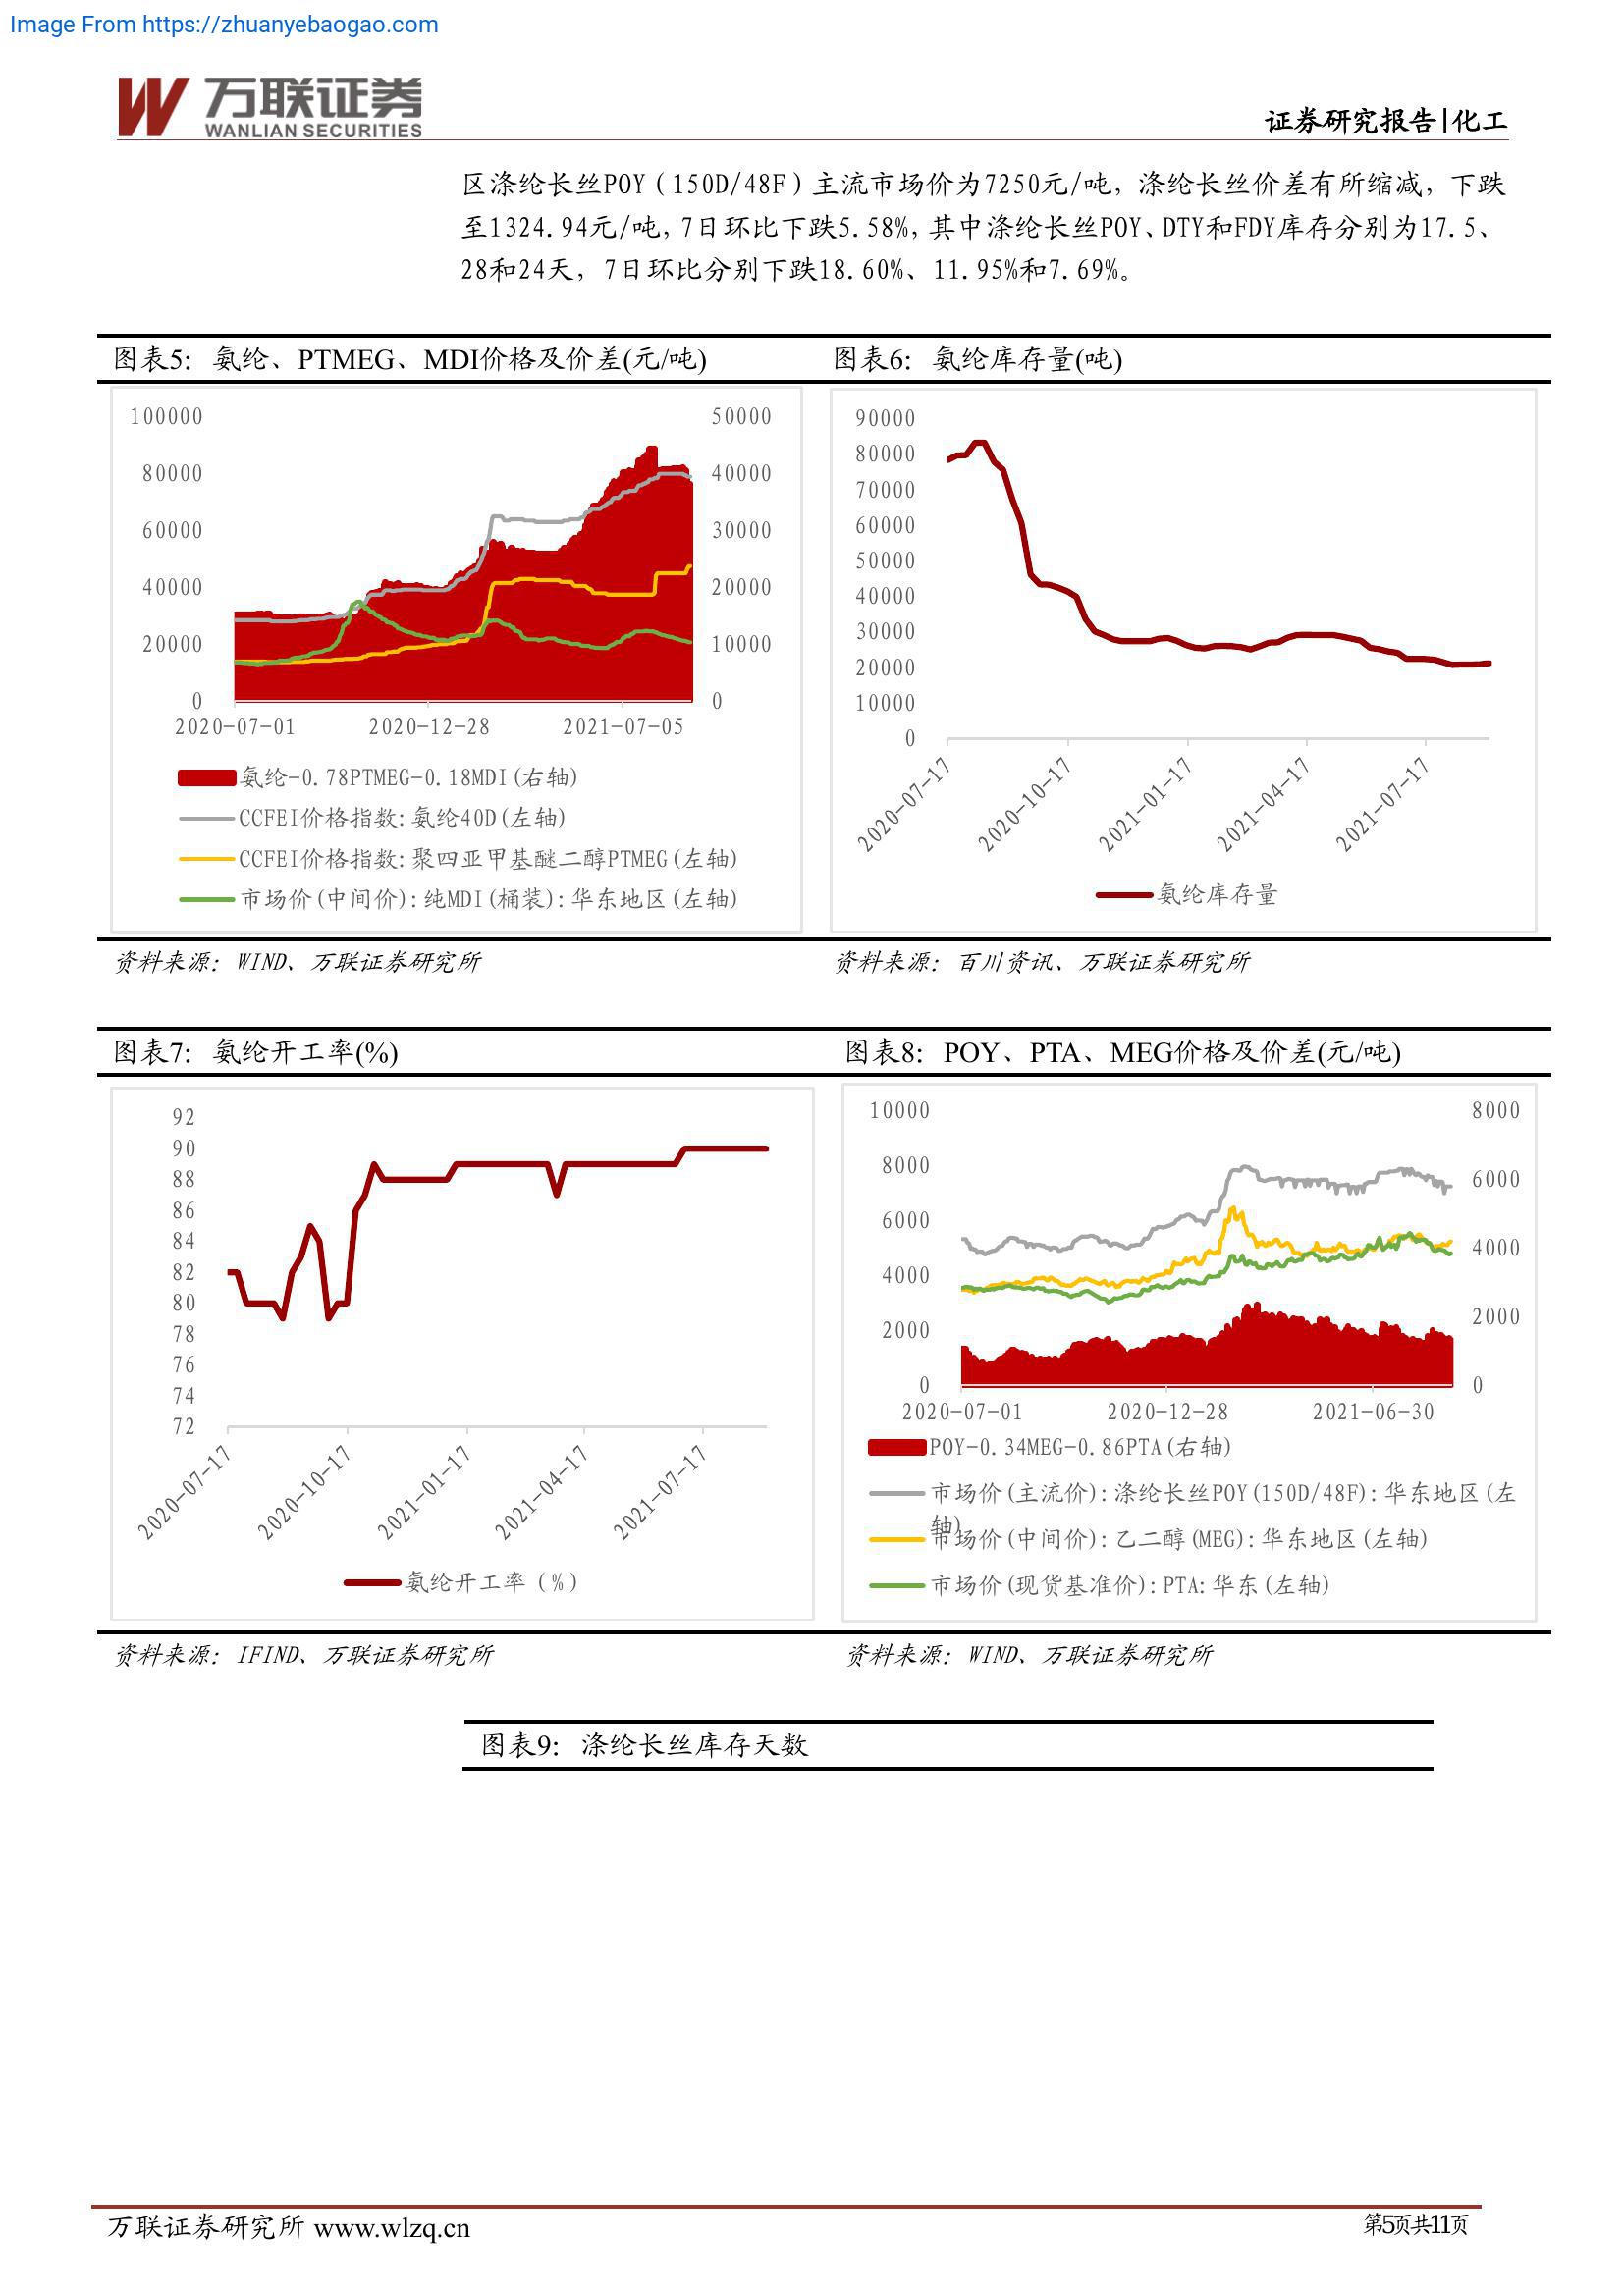 Image From https://zhuanyebaogao.com
万联证券
WANLIAN SECURITIES
证券研究报告|化工
区涤纶长丝POY（150D/48F）主流市场价为7250元/吨，涤纶长丝价差有所缩减，下跌
至1324.94元/吨，7日环比下跌5.58%，其中涤纶长丝POY、DTY和FDY库存分别为17.5、
28和24天，7日环比分别下跌18.60%、11.95%和7.69%。
图表5：氨纶、PTMEG、MDI价格及价差(元/吨)
100000
80000
60000
40000
20000
0
50000
40000
30000
20000
10000
0
2020-07-01
2020-12-28
2021-07-05
氨纶-0.78PTMEG-0.18MDI(右轴)
CCFEI价格指数:氨纶40D(左轴)
CCFEI价格指数:聚四亚甲基醚二醇PTMEG(左轴)
市场价(中间价):纯MDI(桶装):华东地区(左轴)
资料来源：WIND、万联证券研究所
图表6：氨纶库存量(吨)
90000
80000
70000
60000
50000
40000
30000
20000
10000
0
2020-07-17
2020-10-17
2021-01-17
2021-04-17
2021-07-17
氨纶库存量
资料来源：百川资讯、万联证券研究所
图表7：氨纶开工率(%)
92
90
88
86
84
82
80
78
76
74
72
2020-07-17
2020-10-17
2021-01-17
2021-04-17
2021-07-17
氨纶开工率（%）
资料来源：IFIND、万联证券研究所
图表8：POY、PTA、MEG价格及价差(元/吨)
10000
8000
6000
4000
2000
0
8000
6000
4000
2000
0
2020-07-01
2020-12-28
2021-06-30
POY-0.34MEG-0.86PTA(右轴)
市场价(主流价):涤纶长丝POY(150D/48F):华东地区(左
轴)
市场价(中间价):乙二醇(MEG):华东地区(左轴)
市场价(现货基准价):PTA:华东(左轴)
资料来源：WIND、万联证券研究所
图表9：涤纶长丝库存天数
万联证券研究所 www.wlzq.cn
第5页共11页